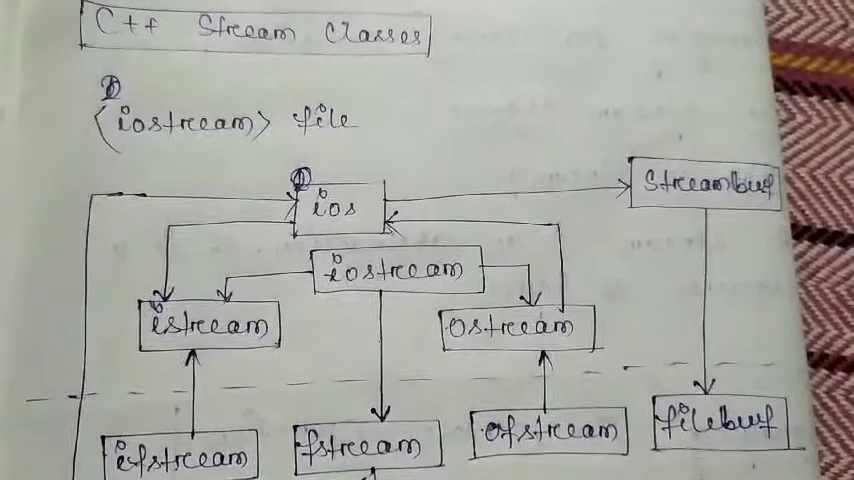 C++ Stream Classes
<iostream> file
ios
Streambuf
iostream
istream
ostream
ifstream
fstream
ofstream
filebuf